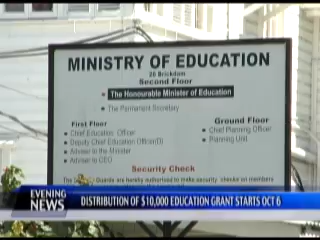 MINISTRY OF EDUCATION
26 Brickdam
Second Floor
The Honourable Minister of Education
The Permanent Secretary
First Floor
Chief Education Officer
Deputy Chief Education Officer(D)
Adviser to the Minister
Adviser to CEO
Ground Floor
Chief Planning Officer
Planning Unit
Security Check
Guards are hereby authorised to make security checks on members
EVENING
NEWS
DISTRIBUTION OF $10,000 EDUCATION GRANT STARTS OCT 6